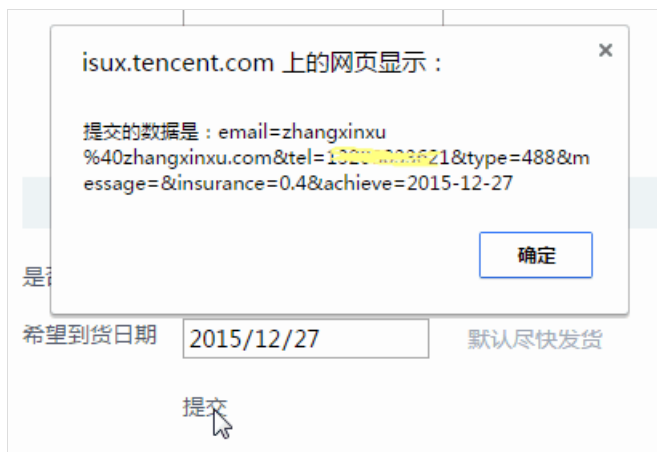 isux.tencent.com 上的网页显示：
提交的数据是：email=zhangxinxu
%40zhangxinxu.com&tel=1 621&type=488&m
essage=&insurance=0.4&achieve=2015-12-27
确定
是
希望到货日期 2015/12/27 默认尽快发货
提交